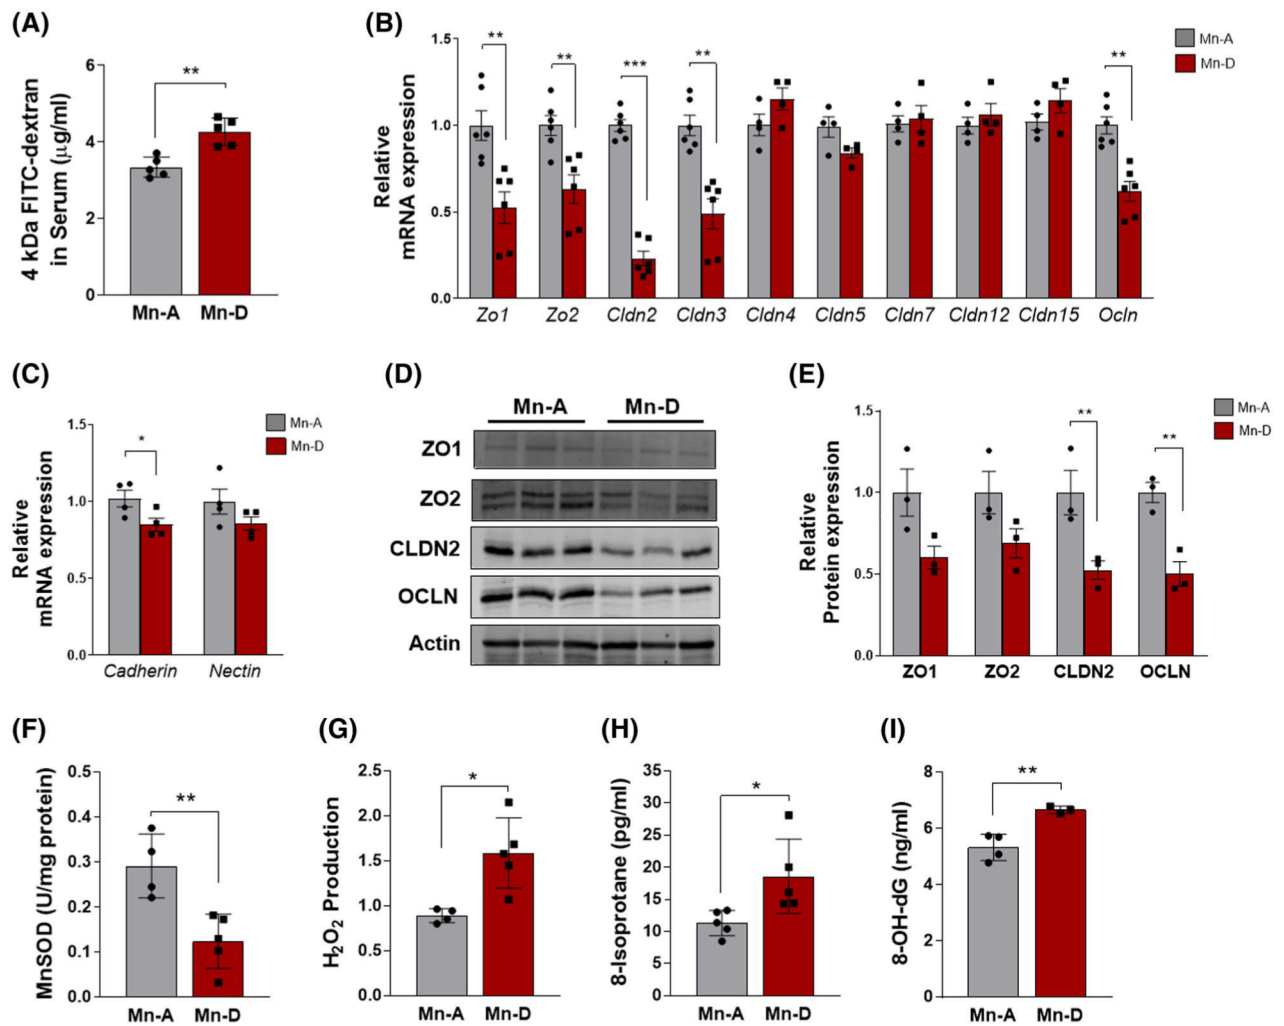 (A)
4 kDa FITC-dextran
in Serum (µg/ml)
6
4
2
0
**
Mn-A Mn-D
(B)
Relative
mRNA expression
1.5
1.0
0.5
0.0
** ** *** ** **
Zo1 Zo2 Cldn2 Cldn3 Cldn4 Cldn5 Cldn7 Cldn12 Cldn15 Ocln
Mn-A
Mn-D
(C)
Relative
mRNA expression
1.5
1.0
0.5
0.0
*
Cadherin Nectin
Mn-A
Mn-D
(D)
Mn-A Mn-D
ZO1
ZO2
CLDN2
OCLN
Actin
(E)
Relative
Protein expression
1.5
1.0
0.5
0.0
** **
ZO1 ZO2 CLDN2 OCLN
Mn-A
Mn-D
(F)
MnSOD (U/mg protein)
0.5
0.4
0.3
0.2
0.1
0.0
**
Mn-A Mn-D
(G)
H₂O₂ Production
2.5
2.0
1.5
1.0
0.5
0.0
*
Mn-A Mn-D
(H)
8-Isoprotane (pg/ml)
35
30
25
20
15
10
5
0
*
Mn-A Mn-D
(I)
8-OH-dG (ng/ml)
8
6
4
2
0
**
Mn-A Mn-D